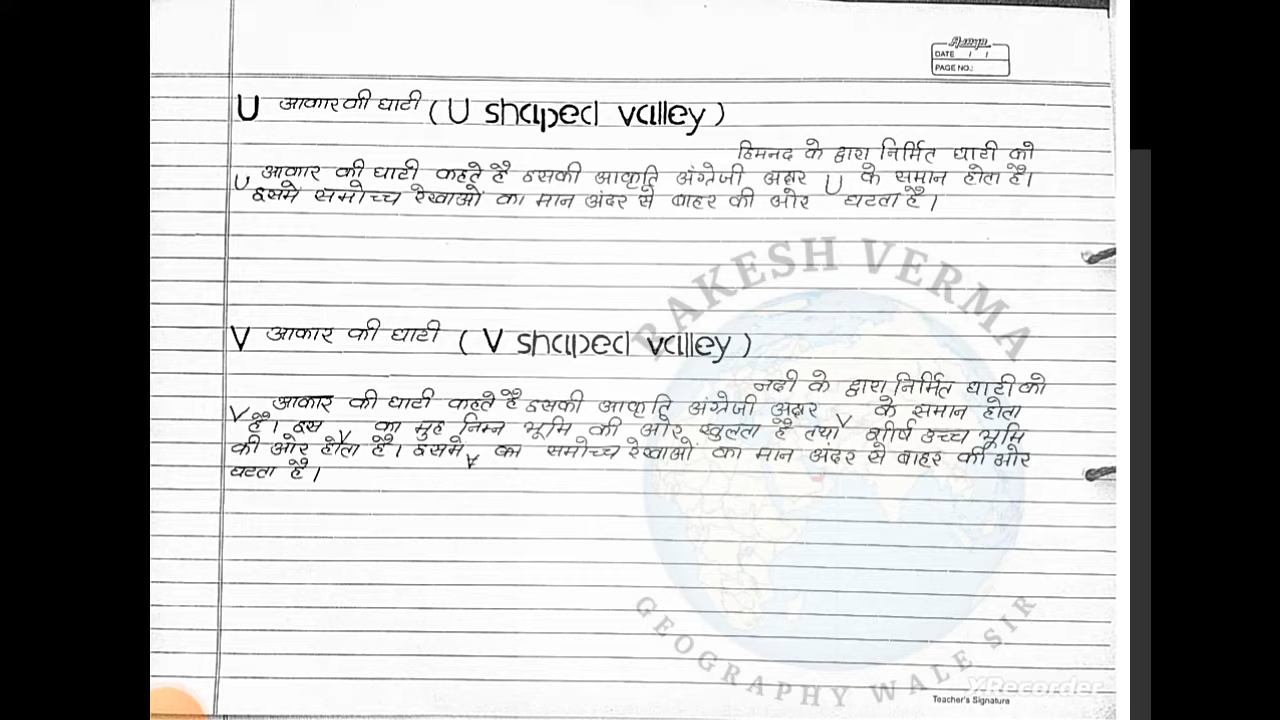 Aarya
DATE / /
PAGE NO.:
U आकार की घाटी ( U shaped valley )
हिमनद के द्वारा निर्मित घाटी को
U आकार की घाटी कहते है इसकी आकृति अंग्रेजी अक्षर U के समान होता है।
इसमे समोच्च रेखाओं का मान अंदर से बाहर की ओर घटता है।
V आकार की घाटी ( V shaped valley )
नदी के द्वारा निर्मित घाटी को
V आकार की घाटी कहते है इसकी आकृति अंग्रेजी अक्षर V के समान होता
है। इस V का मुह निम्न भूमि की ओर खुलता है तथा शीर्ष उच्च भूमि
की ओर होता है। इसमे V का समोच्च रेखाओं का मान अंदर से बाहर की ओर
घटता है।
RAKESH VERMA
GEOGRAPHY WALE SIR
XRecorder
Teacher's Signature